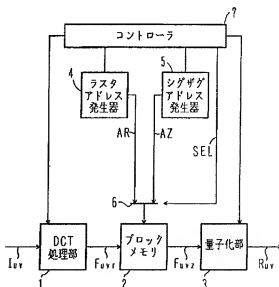 7
コントローラ
4
ラスタ
アドレス
発生器
5
シグザグ
アドレス
発生器
AR
AZ
SEL
6
Iuv
DCT
処理部
1
Fuvr
ブロック
メモリ
2
Fuvz
量子化部
3
Ruv